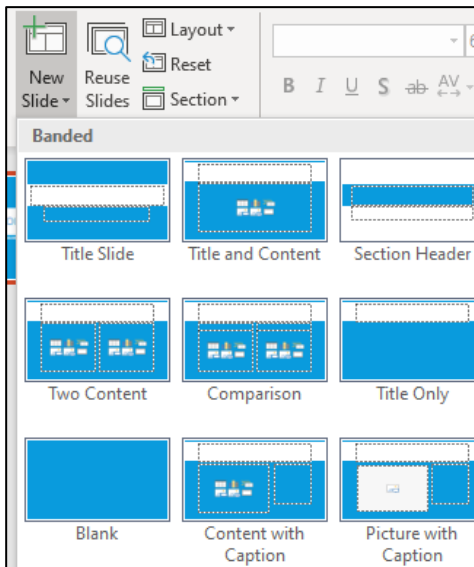 Layout
New Slide
Reuse Slides
Reset
Section
6
B I U S ab AV
Banded
Title Slide
Title and Content
Section Header
Two Content
Comparison
Title Only
Blank
Content with Caption
Picture with Caption